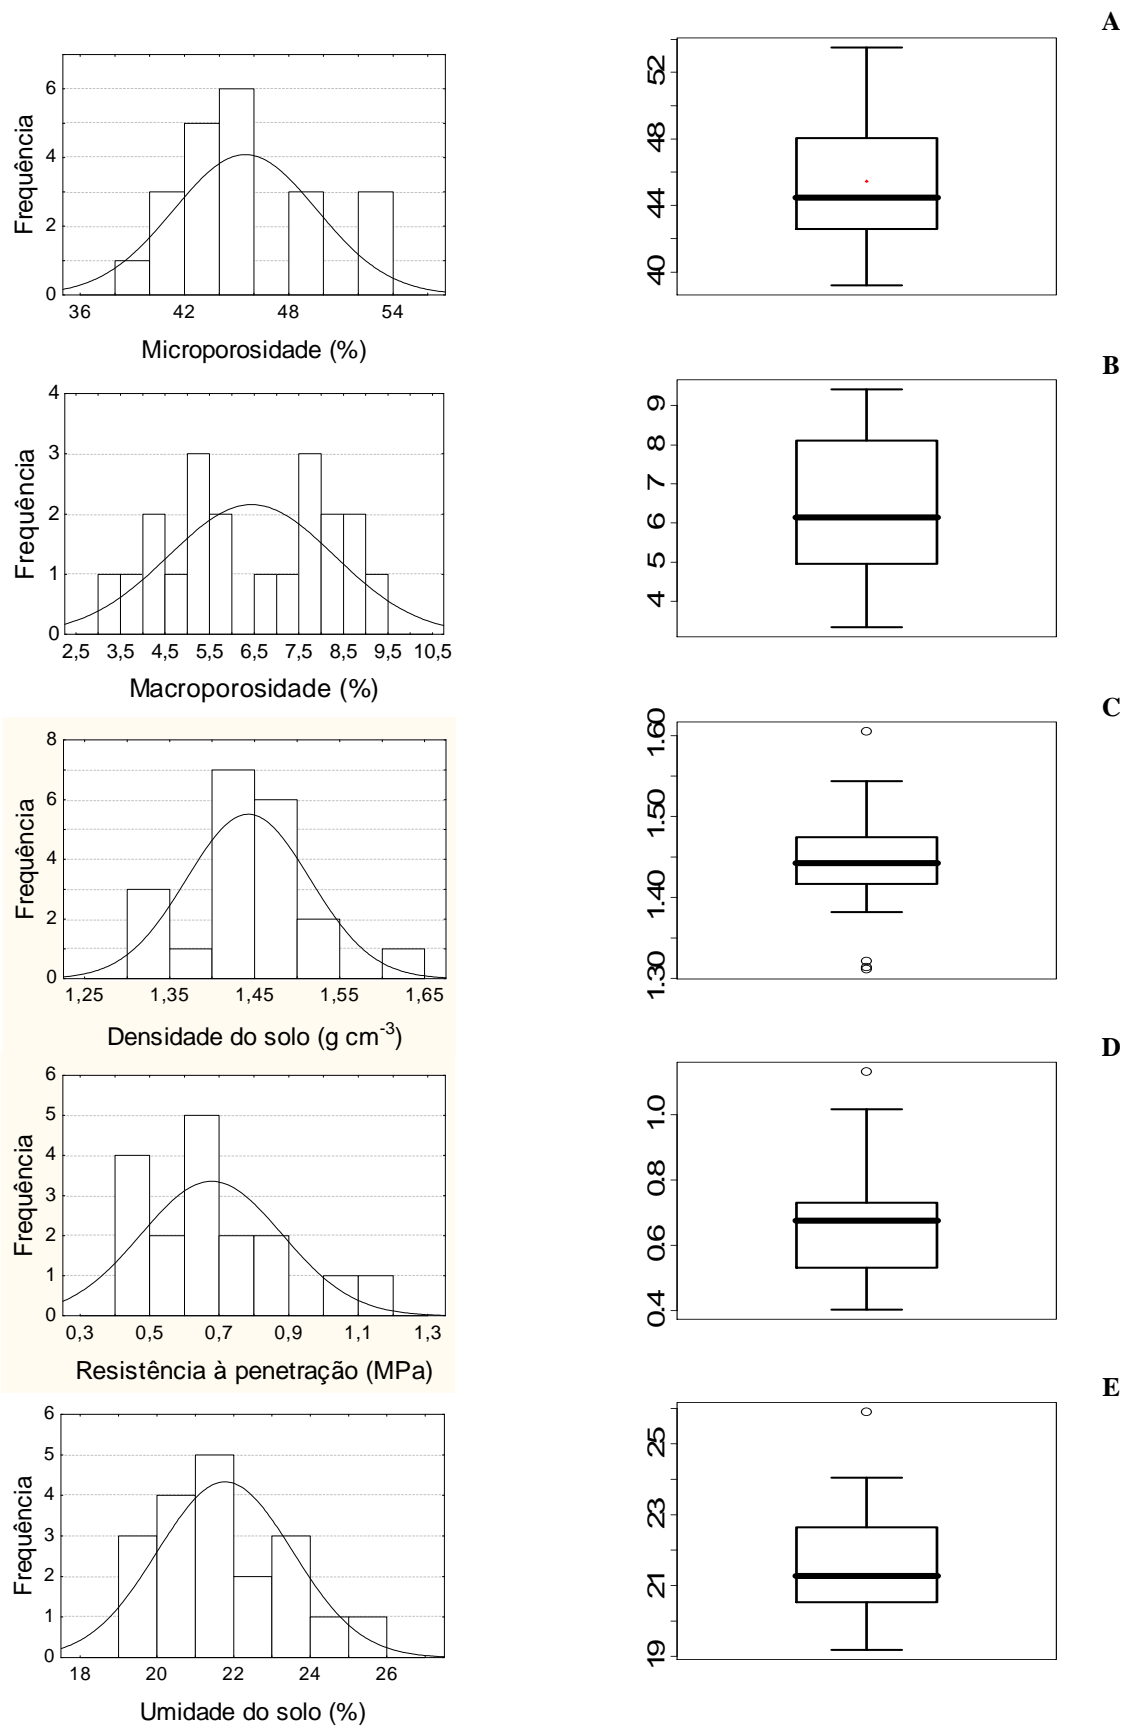 A
Frequência
6
4
2
0
36 42 48 54
Microporosidade (%)
52
48
44
40
B
Frequência
4
3
2
1
0
2,5 3,5 4,5 5,5 6,5 7,5 8,5 9,5 10,5
Macroporosidade (%)
9
8
7
6
5
4
C
Frequência
8
6
4
2
0
1,25 1,35 1,45 1,55 1,65
Densidade do solo (g cm-3)
1.60
1.50
1.40
1.30
D
Frequência
6
5
4
3
2
1
0
0,3 0,5 0,7 0,9 1,1 1,3
Resistência à penetração (MPa)
1.0
0.8
0.6
0.4
E
Frequência
6
5
4
3
2
1
0
18 20 22 24 26
Umidade do solo (%)
25
23
21
19